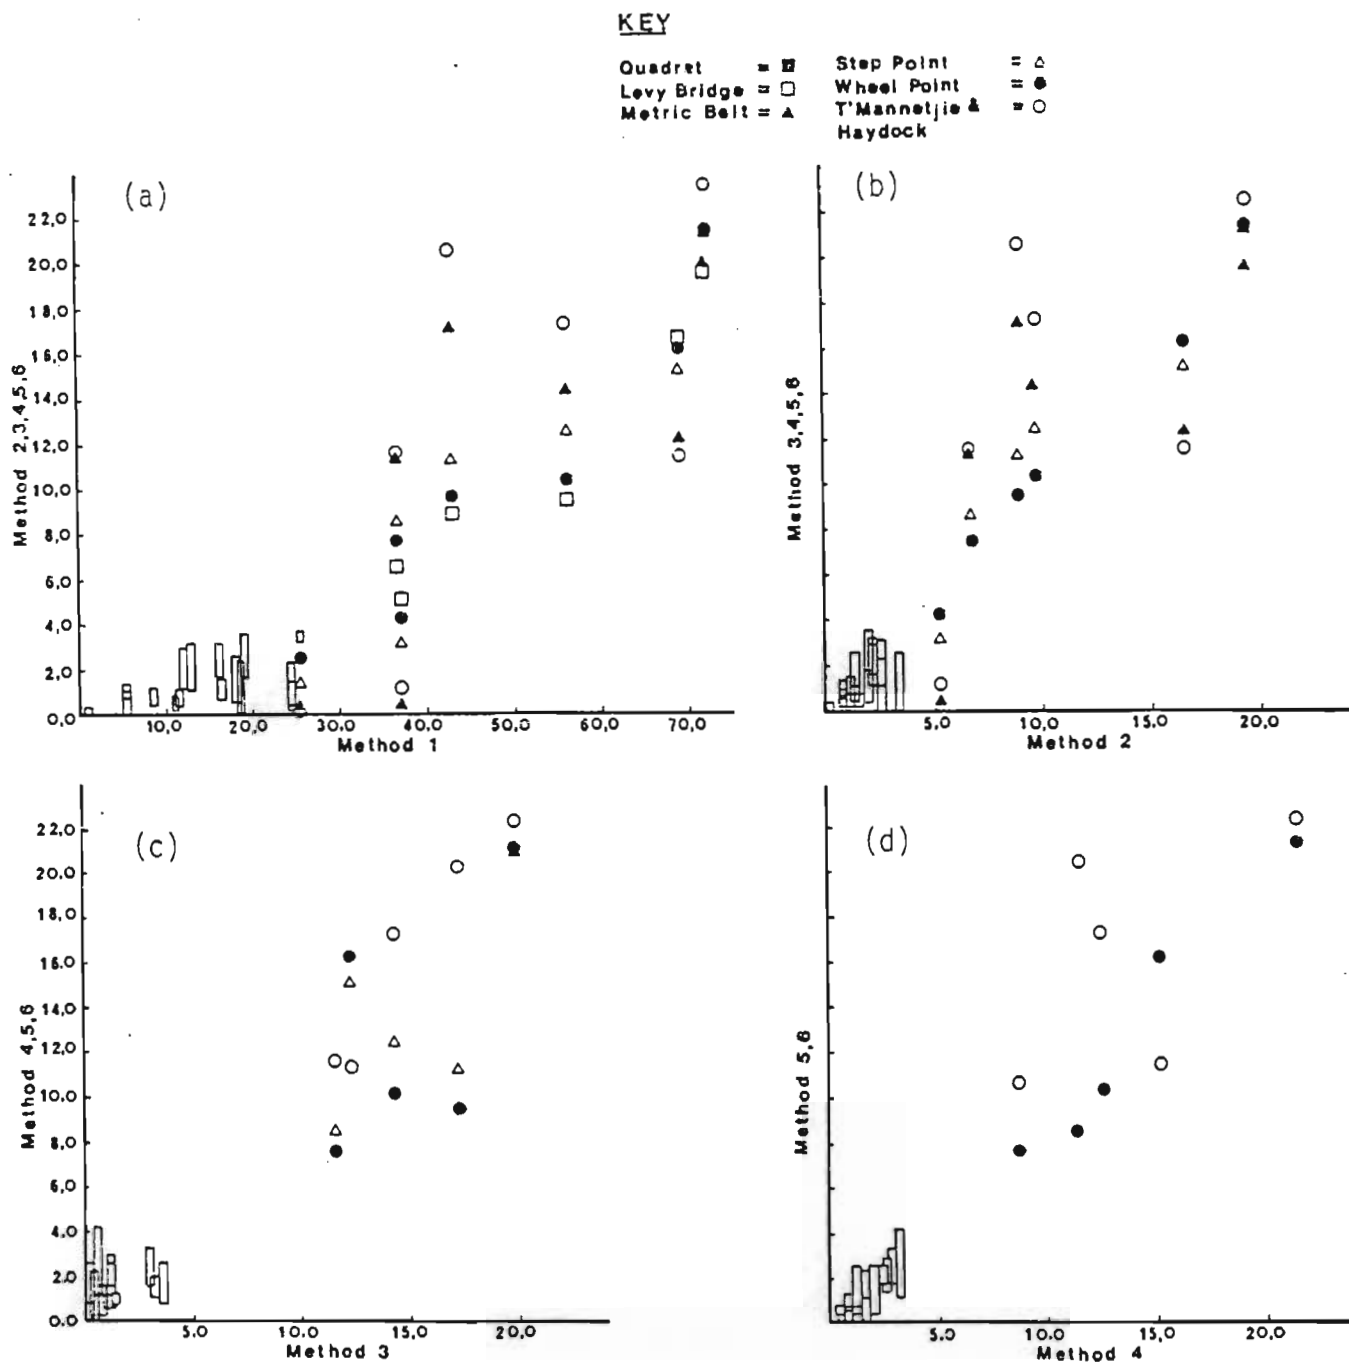 KEY
Quadret = Step Point =
Levy Bridge = Wheel Point =
Metric Belt = T'Mannetjie & =
Haydock
(a)
Method 2,3,4,5,6
22,0
20,0
18,0
16,0
14,0
12,0
10,0
8,0
6,0
4,0
2,0
0,0
10,0 20,0 30,0 40,0 50,0 60,0 70,0
Method 1
(b)
Method 3,4,5,6
5,0 10,0 15,0 20,0
Method 2
(c)
Method 4,5,6
22,0
20,0
18,0
16,0
14,0
12,0
10,0
8,0
6,0
4,0
2,0
0,0
5,0 10,0 15,0 20,0
Method 3
(d)
Method 5,6
5,0 10,0 15,0 20,0
Method 4